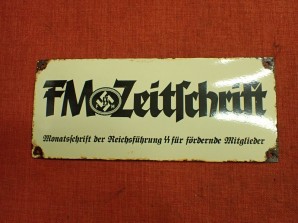 FM Zeitschrift
Monatsschrift der Reichsführung ᛋᛋ für fördernde Mitglieder